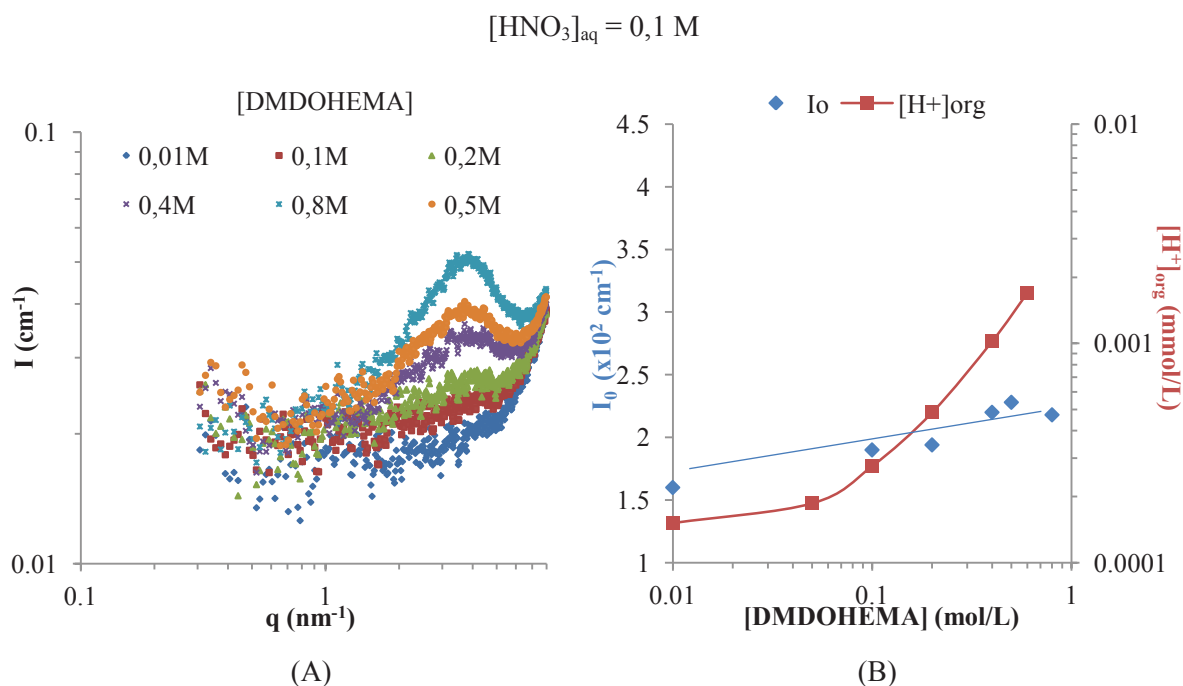 [HNO3]aq = 0,1 M
[DMDOHEMA]
0,01M 0,1M 0,2M
0,4M 0,8M 0,5M
I (cm-1)
0.1
0.01
0.1 1
q (nm-1)
(A)
Io [H+]org
I0 (x102 cm-1)
4.5
4
3.5
3
2.5
2
1.5
1
0.01 0.1 1
[DMDOHEMA] (mol/L)
0.01
0.001
0.0001
[H+]org (mmol/L)
(B)